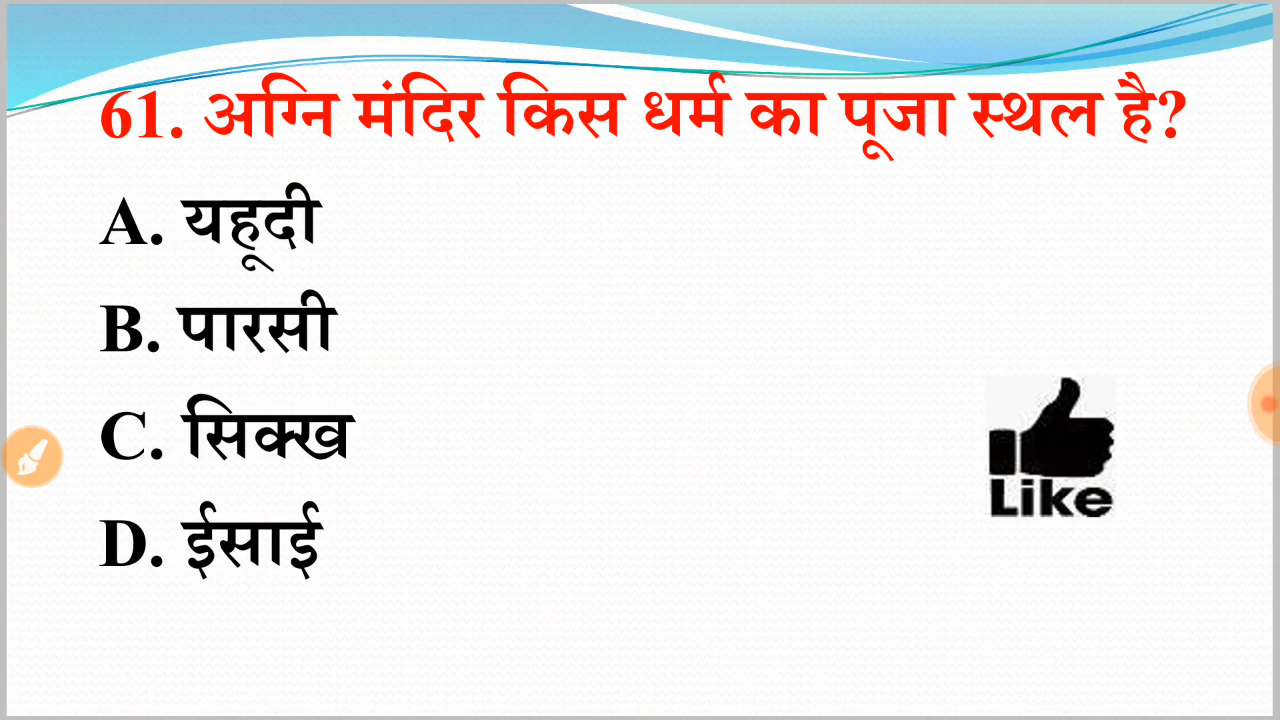 61. अग्नि मंदिर किस धर्म का पूजा स्थल है?
A. यहूदी
B. पारसी
C. सिक्ख
D. ईसाई
Like